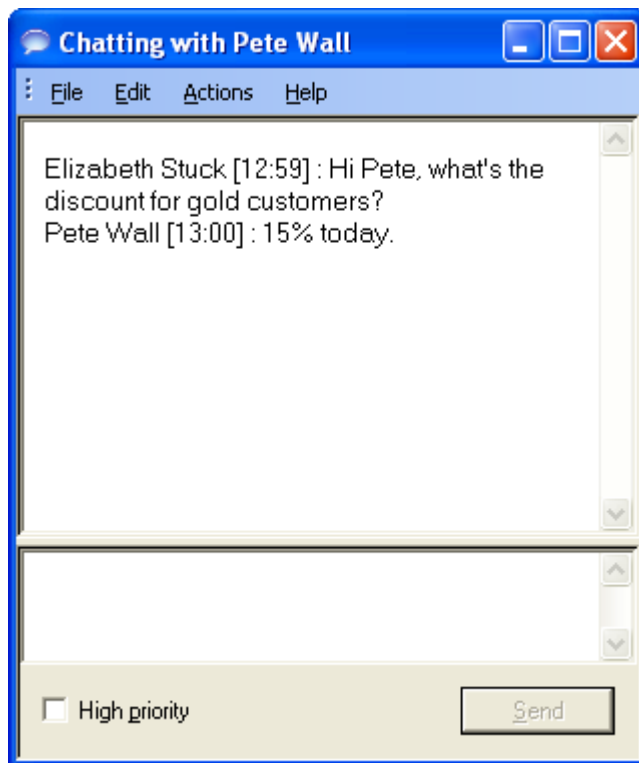 Chatting with Pete Wall
File Edit Actions Help
Elizabeth Stuck [12:59] : Hi Pete, what's the
discount for gold customers?
Pete Wall [13:00] : 15% today.
High priority
Send